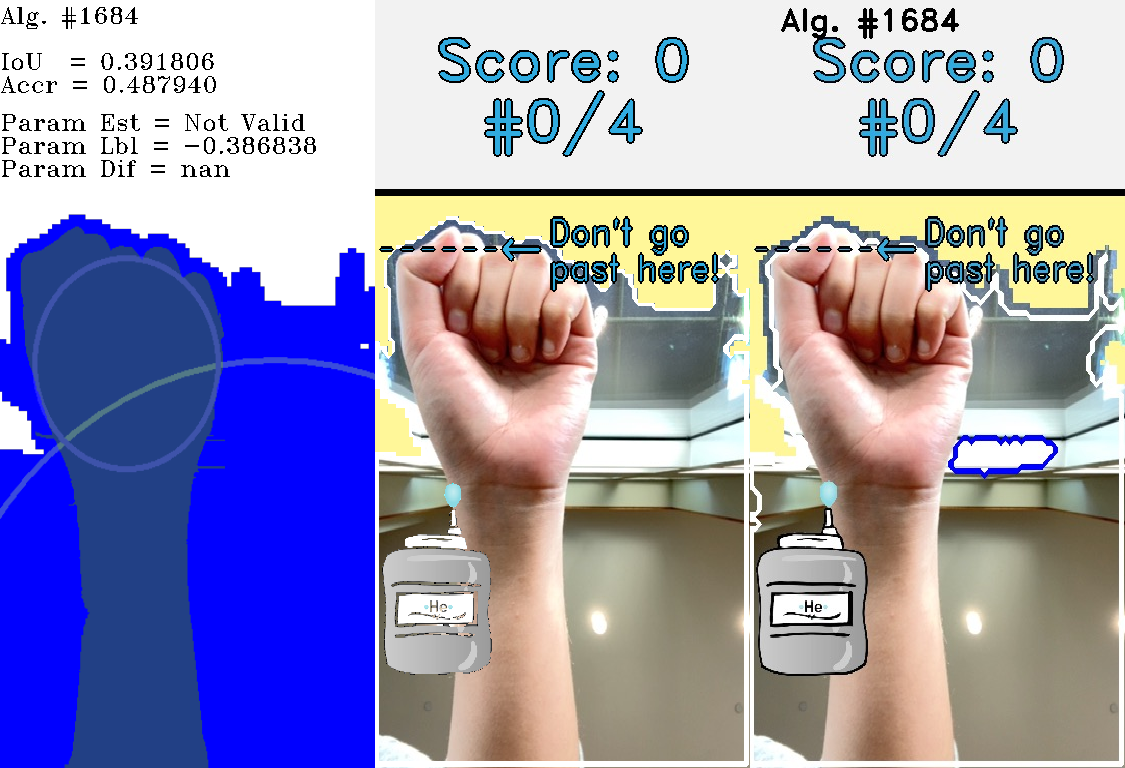 Alg. #1684
IoU = 0.391806
Accr = 0.487940
Param Est = Not Valid
Param Lbl = −0.386838
Param Dif = nan
Score: 0
#0/4
Don't go
past here!
He
Alg. #1684
Score: 0
#0/4
Don't go
past here!
He